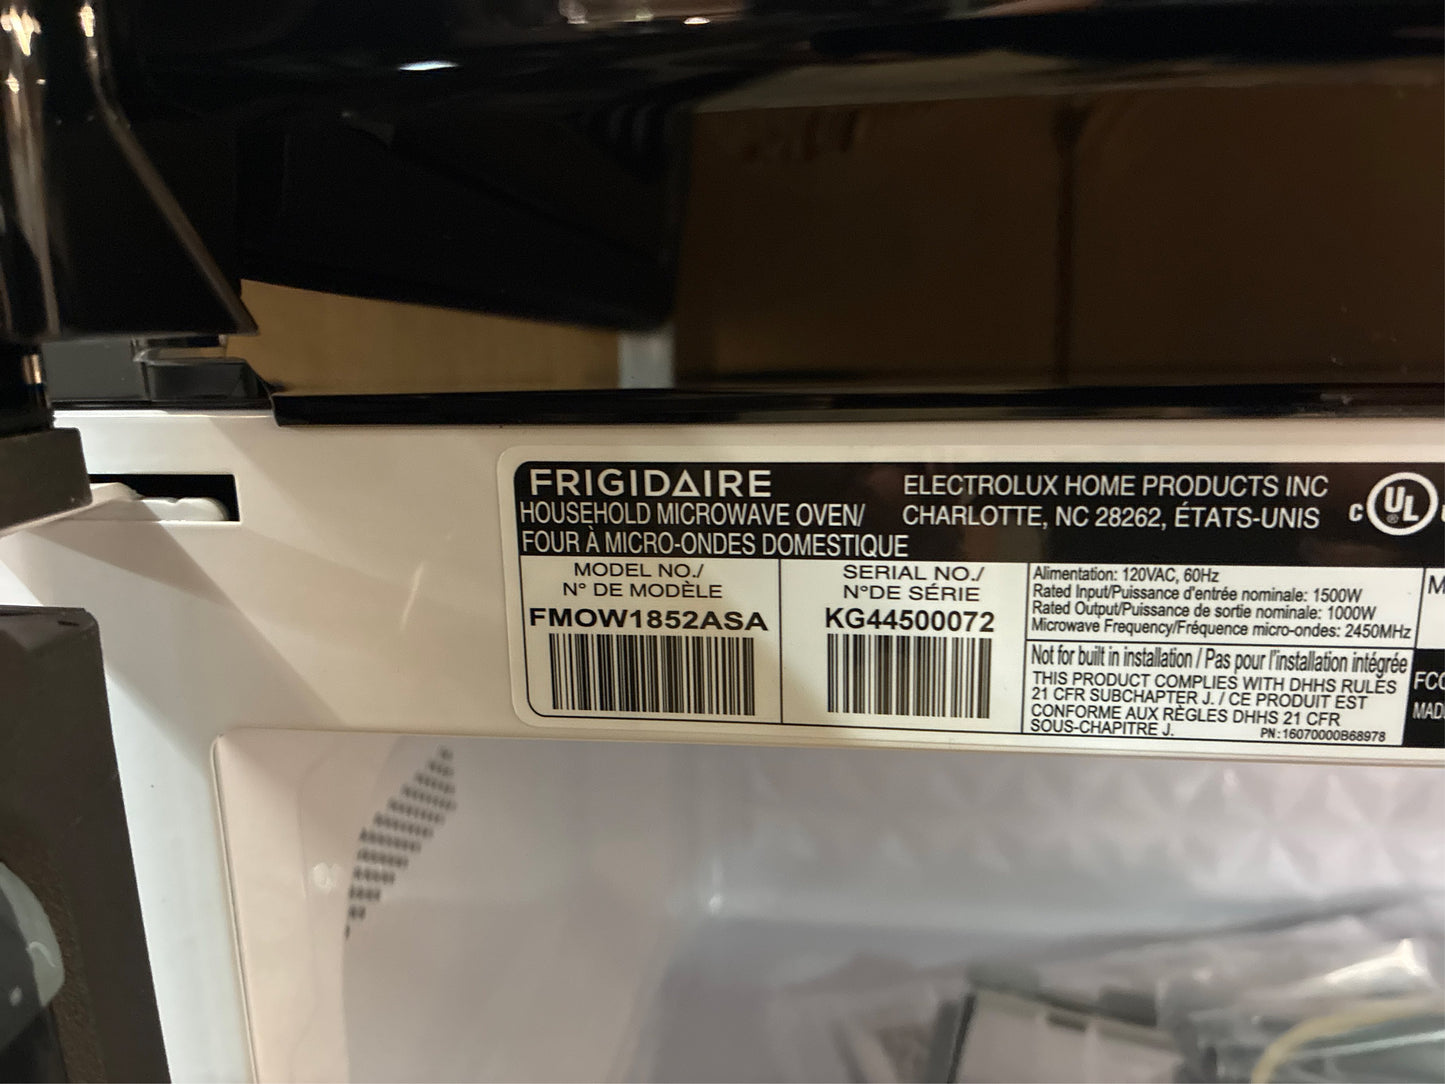 FRIGIDAIRE
HOUSEHOLD MICROWAVE OVEN/
FOUR À MICRO-ONDES DOMESTIQUE
ELECTROLUX HOME PRODUCTS INC
CHARLOTTE, NC 28262, ÉTATS-UNIS
C UL ®
MODEL NO./
N° DE MODÈLE
FMOW1852ASA
SERIAL NO./
N°DE SÉRIE
KG44500072
Alimentation: 120VAC, 60Hz
Rated Input/Puissance d'entrée nominale: 1500W
Rated Output/Puissance de sortie nominale: 1000W
Microwave Frequency/Fréquence micro-ondes: 2450MHz
Not for built in installation / Pas pour l'installation intégrée
THIS PRODUCT COMPLIES WITH DHHS RULES
21 CFR SUBCHAPTER J. / CE PRODUIT EST
CONFORME AUX RÈGLES DHHS 21 CFR
SOUS-CHAPITRE J.
PN:16070000B68978
M
FCC
MAD